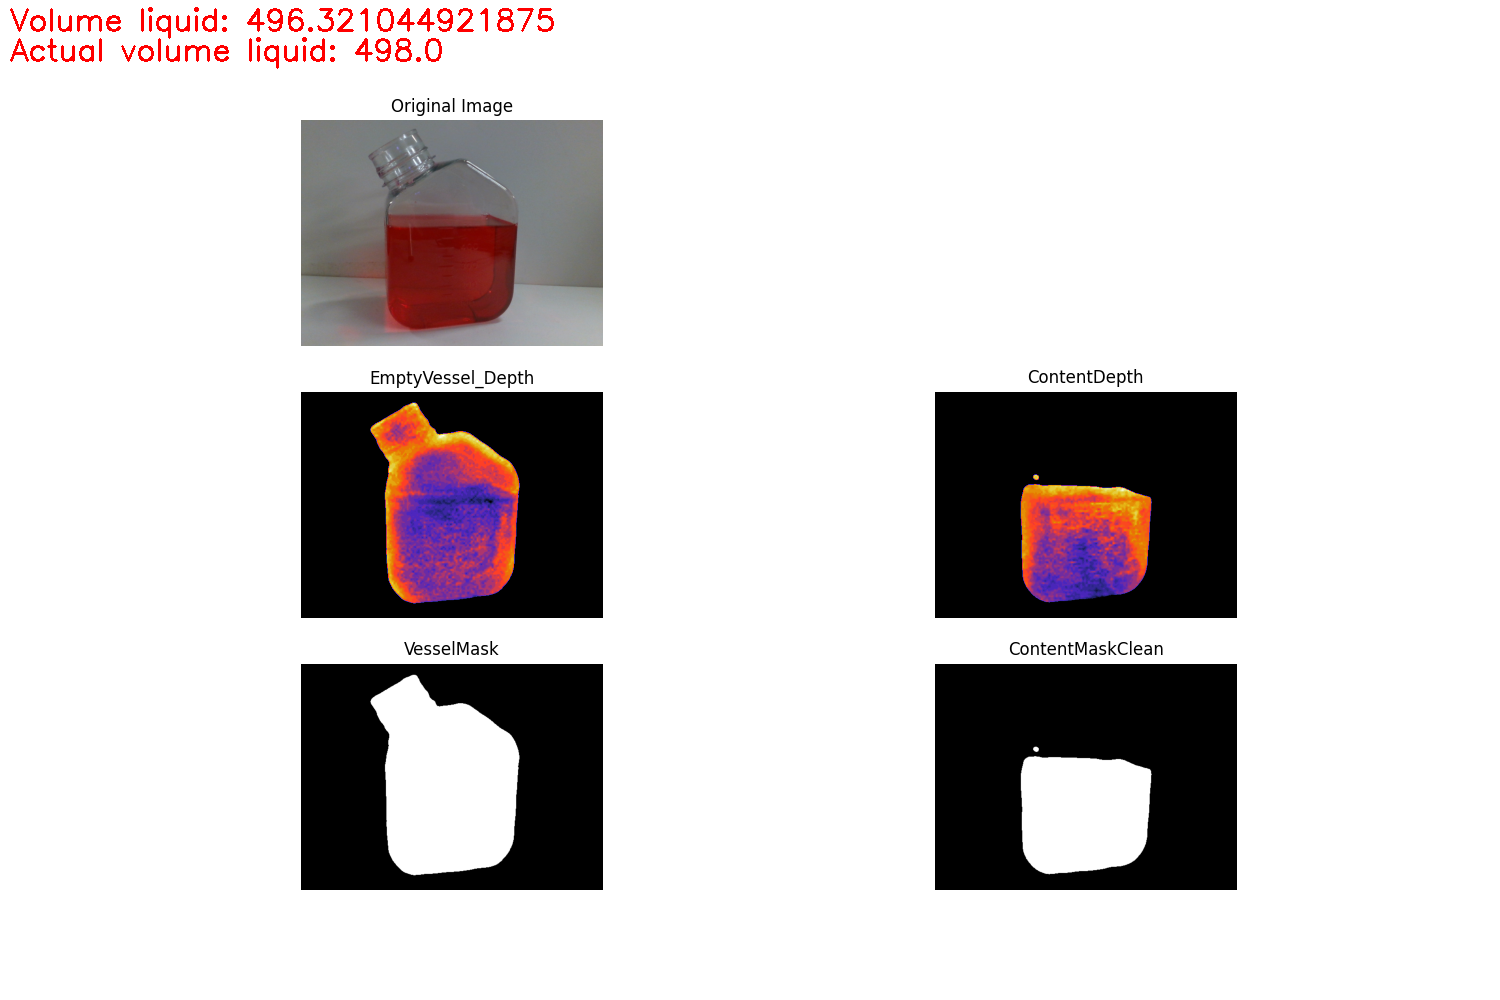 Volume liquid: 496.321044921875
Actual volume liquid: 498.0
Original Image
EmptyVessel_Depth
ContentDepth
VesselMask
ContentMaskClean